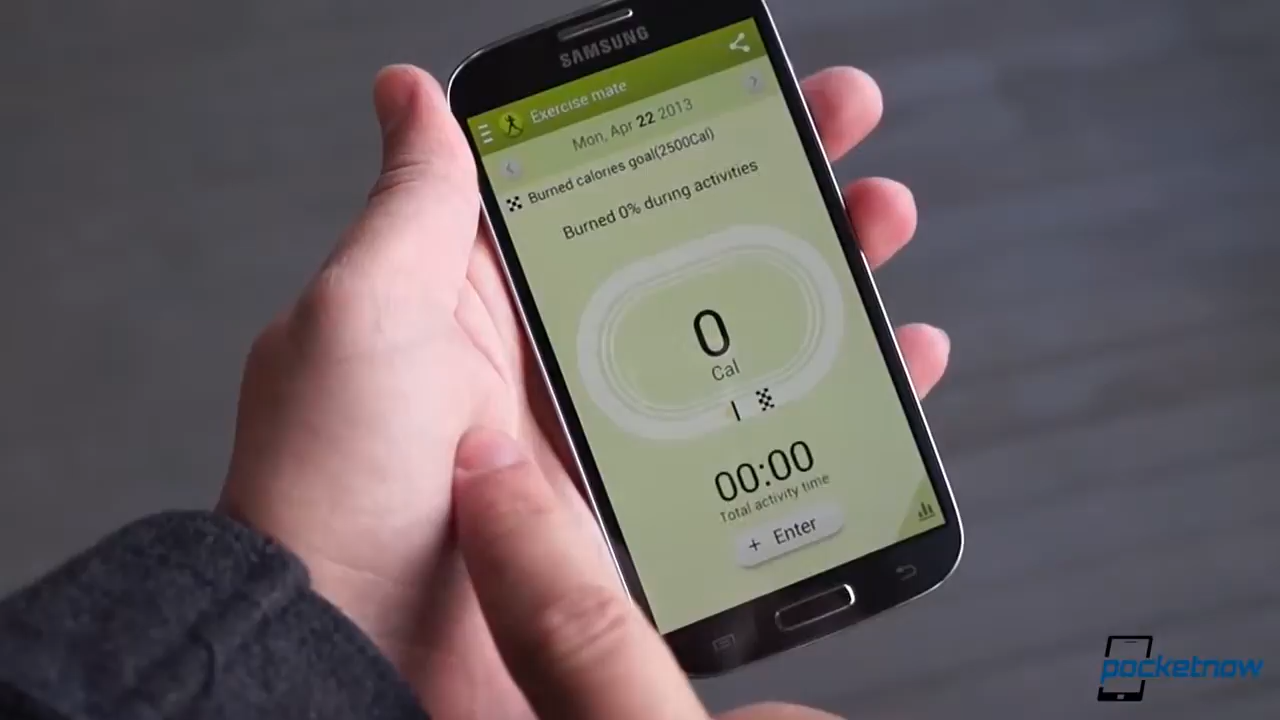 SAMSUNG
Exercise mate
Mon, Apr 22 2013
Burned calories goal(2500Cal)
Burned 0% during activities
0
Cal
00:00
Total activity time
+ Enter
pocketnow